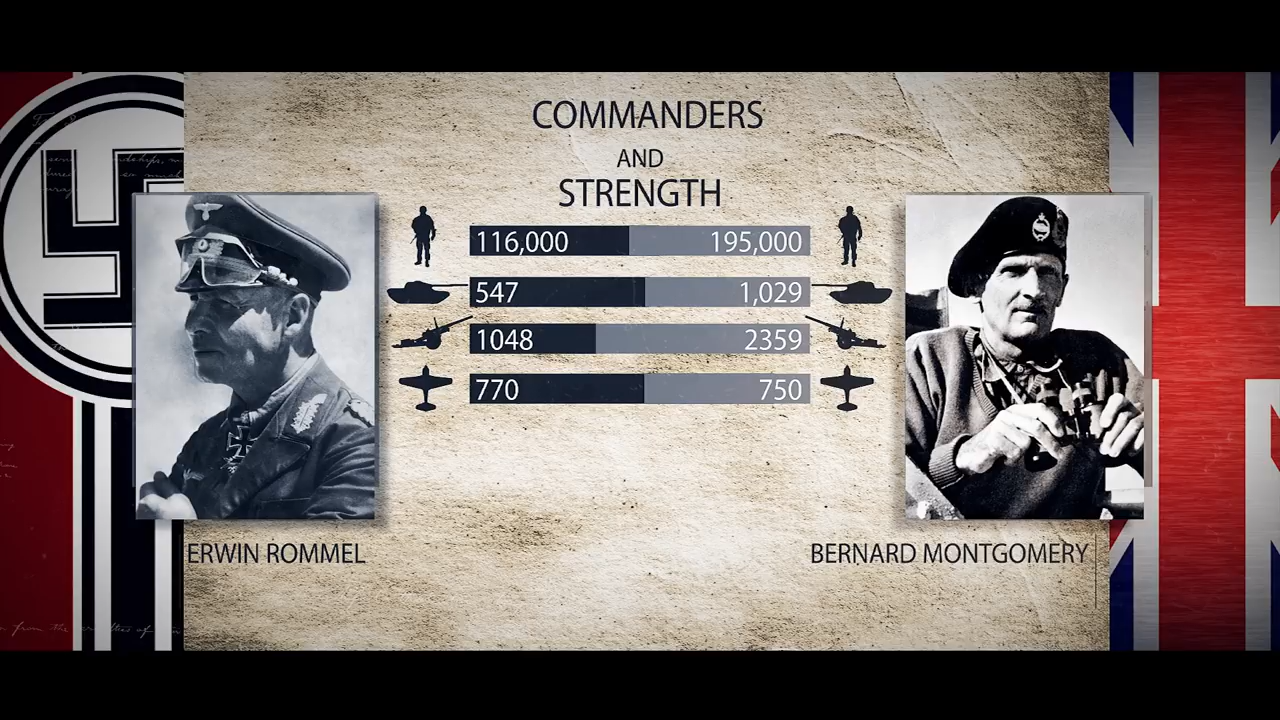 COMMANDERS
AND
STRENGTH
116,000 195,000
547 1,029
1048 2359
770 750
ERWIN ROMMEL BERNARD MONTGOMERY